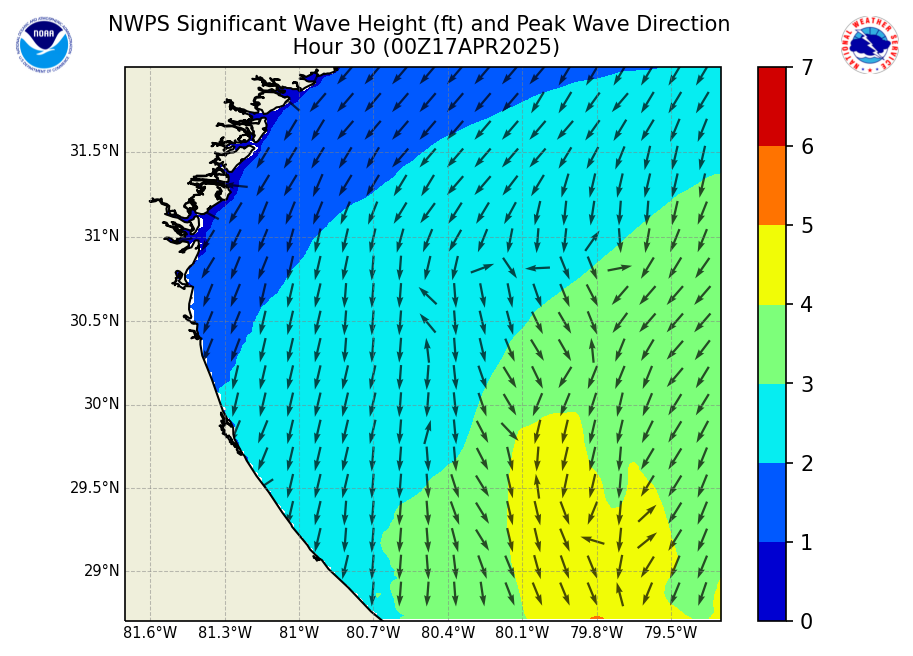 NWPS Significant Wave Height (ft) and Peak Wave Direction
Hour 30 (00Z17APR2025)
NOAA
NATIONAL WEATHER SERVICE
7
6
5
4
3
2
1
0
31.5°N
31°N
30.5°N
30°N
29.5°N
29°N
81.6°W 81.3°W 81°W 80.7°W 80.4°W 80.1°W 79.8°W 79.5°W